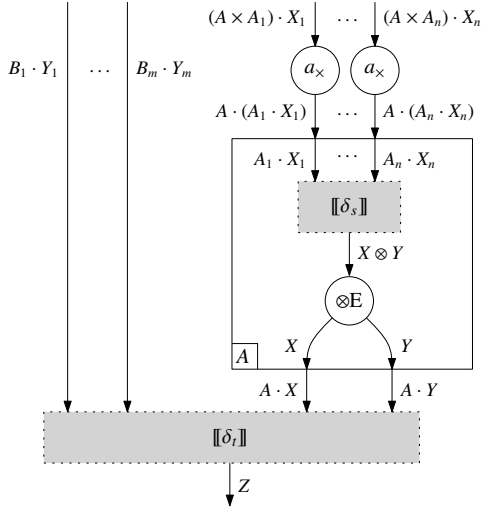 (A × A₁) · X₁ ... (A × Aₙ) · Xₙ
B₁ · Y₁ ... Bₘ · Yₘ
a× a×
A · (A₁ · X₁) ... A · (Aₙ · Xₙ)
A₁ · X₁ ... Aₙ · Xₙ
⟦δₛ⟧
X ⊗ Y
⊗E
X Y
A
A · X A · Y
⟦δₜ⟧
Z